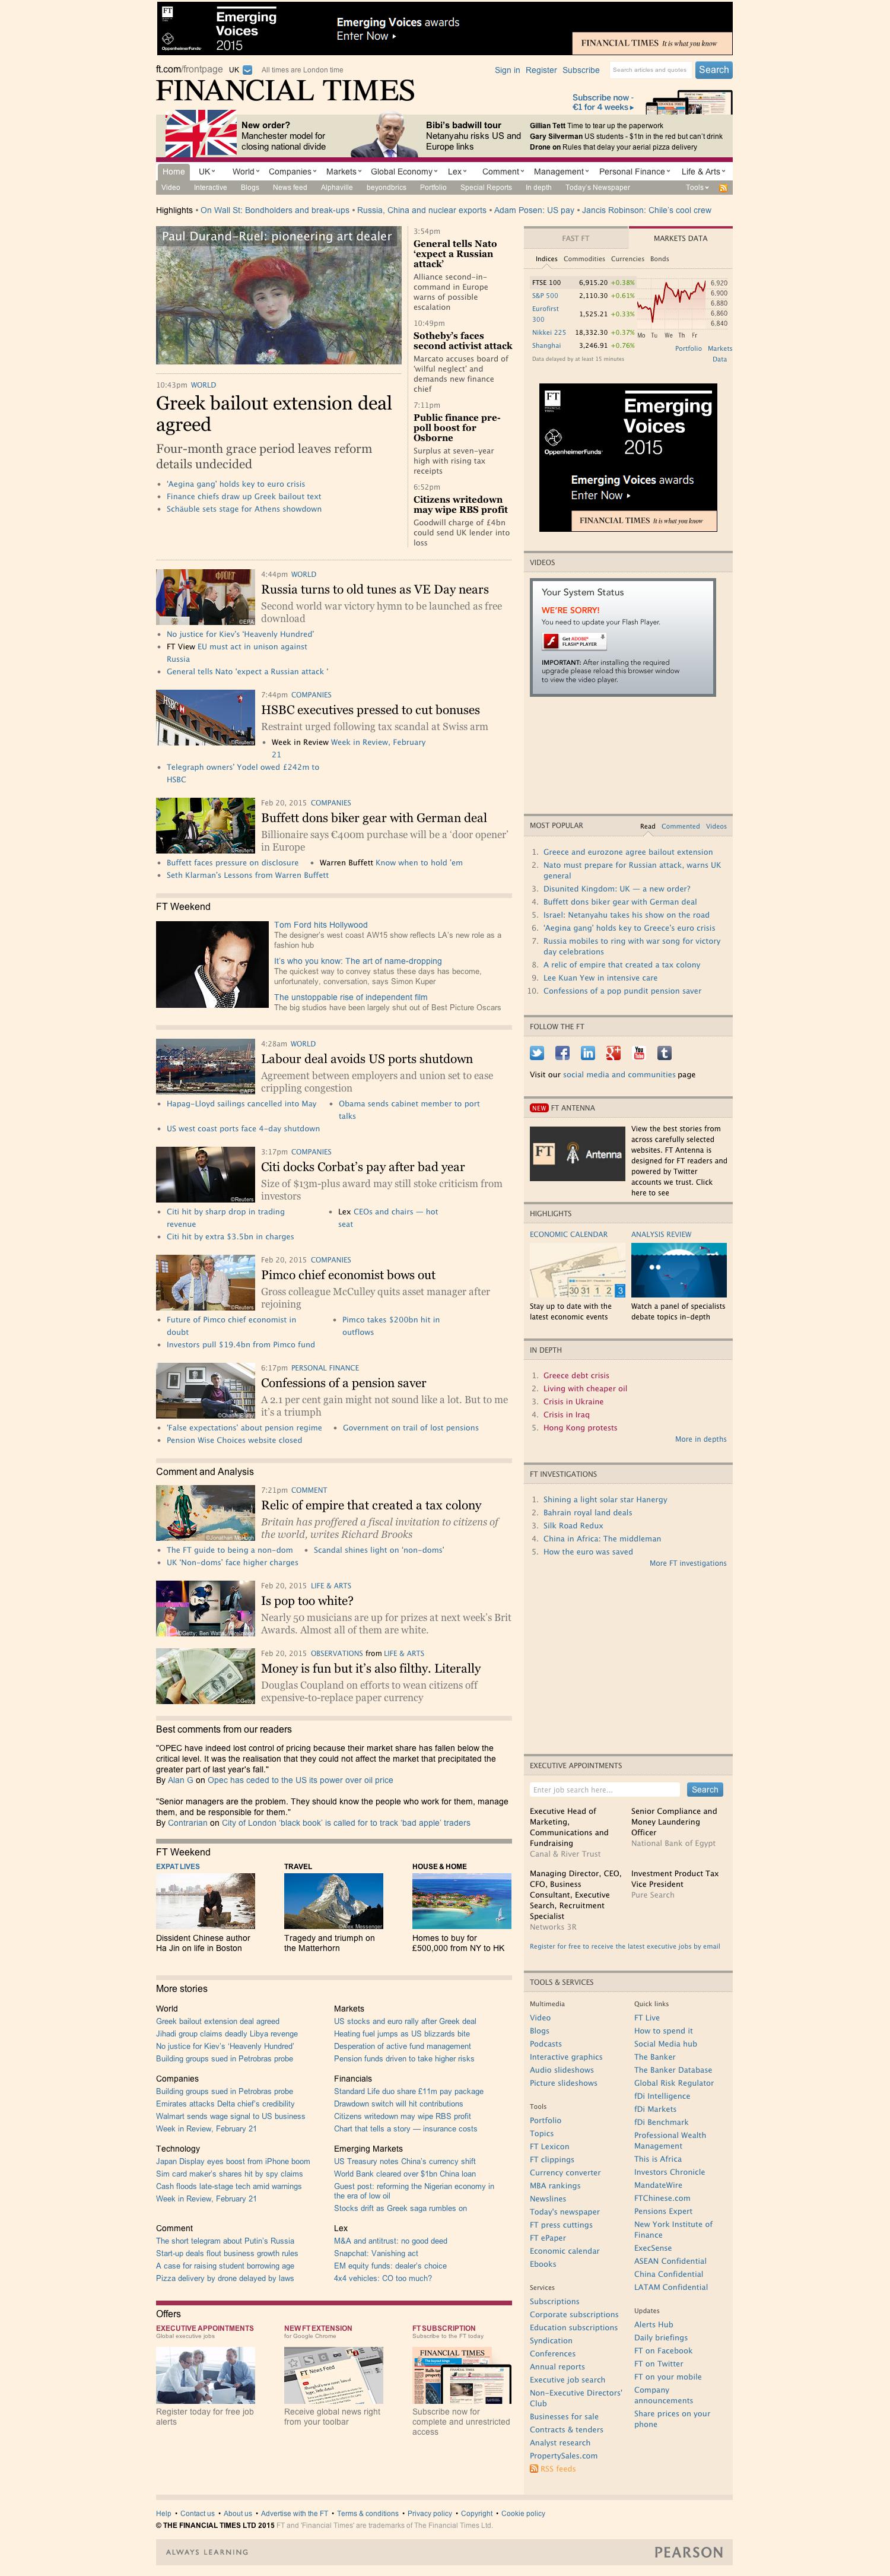 FT
OppenheimerFunds
Emerging
Voices
2015
Emerging Voices awards
Enter Now
FINANCIAL TIMES It is what you know
ft.com/frontpage UK All times are London time
Sign in Register Subscribe Search articles and quotes Search
FINANCIAL TIMES
Subscribe now -
€1 for 4 weeks
New order?
Manchester model for
closing national divide
Bibi's badwill tour
Netanyahu risks US and
Europe links
Gillian Tett Time to tear up the paperwork
Gary Silverman US students - $1tn in the red but can't drink
Drone on Rules that delay your aerial pizza delivery
Home UK World Companies Markets Global Economy Lex Comment Management Personal Finance Life & Arts
Video Interactive Blogs News feed Alphaville beyondbrics Portfolio Special Reports In depth Today's Newspaper Tools
Highlights • On Wall St: Bondholders and break-ups • Russia, China and nuclear exports • Adam Posen: US pay • Jancis Robinson: Chile's cool crew
Paul Durand-Ruel: pioneering art dealer
10:43pm WORLD
Greek bailout extension deal
agreed
Four-month grace period leaves reform
details undecided
'Aegina gang' holds key to euro crisis
Finance chiefs draw up Greek bailout text
Schäuble sets stage for Athens showdown
3:54pm
General tells Nato
'expect a Russian
attack'
Alliance second-in-
command in Europe
warns of possible
escalation
10:49pm
Sotheby's faces
second activist attack
Marcato accuses board of
'wilful neglect' and
demands new finance
chief
7:11pm
Public finance pre-
poll boost for
Osborne
Surplus at seven-year
high with rising tax
receipts
6:52pm
Citizens writedown
may wipe RBS profit
Goodwill charge of £4bn
could send UK lender into
loss
4:44pm WORLD
Russia turns to old tunes as VE Day nears
Second world war victory hymn to be launched as free
download
©EPA
No justice for Kiev's 'Heavenly Hundred'
FT View EU must act in unison against
Russia
General tells Nato 'expect a Russian attack '
7:44pm COMPANIES
HSBC executives pressed to cut bonuses
Restraint urged following tax scandal at Swiss arm
©Reuters
Week in Review Week in Review, February
21
Telegraph owners' Yodel owed £242m to
HSBC
Feb 20, 2015 COMPANIES
Buffett dons biker gear with German deal
Billionaire says €400m purchase will be a 'door opener'
in Europe
©Reuters
Buffett faces pressure on disclosure Warren Buffett Know when to hold 'em
Seth Klarman's Lessons from Warren Buffett
FT Weekend
Tom Ford hits Hollywood
The designer's west coast AW15 show reflects LA's new role as a
fashion hub
It's who you know: The art of name-dropping
The quickest way to convey status these days has become,
unfortunately, conversation, says Simon Kuper
The unstoppable rise of independent film
The big studios have been largely shut out of Best Picture Oscars
4:28am WORLD
Labour deal avoids US ports shutdown
Agreement between employers and union set to ease
crippling congestion
©AFP
Hapag-Lloyd sailings cancelled into May Obama sends cabinet member to port
talks
US west coast ports face 4-day shutdown
3:17pm COMPANIES
Citi docks Corbat's pay after bad year
Size of $13m-plus award may still stoke criticism from
investors
©Reuters
Citi hit by sharp drop in trading Lex CEOs and chairs — hot
revenue seat
Citi hit by extra $3.5bn in charges
Feb 20, 2015 COMPANIES
Pimco chief economist bows out
Gross colleague McCulley quits asset manager after
rejoining
©Reuters
Future of Pimco chief economist in Pimco takes $200bn hit in
doubt outflows
Investors pull $19.4bn from Pimco fund
6:17pm PERSONAL FINANCE
Confessions of a pension saver
A 2.1 per cent gain might not sound like a lot. But to me
it's a triumph
'False expectations' about pension regime Government on trail of lost pensions
Pension Wise Choices website closed
Comment and Analysis
7:21pm COMMENT
Relic of empire that created a tax colony
Britain has proffered a fiscal invitation to citizens of
the world, writes Richard Brooks
The FT guide to being a non-dom Scandal shines light on 'non-doms'
UK 'Non-doms' face higher charges
Feb 20, 2015 LIFE & ARTS
Is pop too white?
Nearly 50 musicians are up for prizes at next week's Brit
Awards. Almost all of them are white.
Feb 20, 2015 OBSERVATIONS from LIFE & ARTS
Money is fun but it's also filthy. Literally
Douglas Coupland on efforts to wean citizens off
expensive-to-replace paper currency
©Getty
Best comments from our readers
"OPEC have indeed lost control of pricing because their market share has fallen below the
critical level. It was the realisation that they could not affect the market that precipitated the
greater part of last year's fall."
By Alan G on Opec has ceded to the US its power over oil price
"Senior managers are the problem. They should know the people who work for them, manage
them, and be responsible for them."
By Contrarian on City of London 'black book' is called for to track 'bad apple' traders
FT Weekend
EXPAT LIVES TRAVEL HOUSE & HOME
Dissident Chinese author Tragedy and triumph on Homes to buy for
Ha Jin on life in Boston the Matterhorn £500,000 from NY to HK
More stories
World
Greek bailout extension deal agreed
Jihadi group claims deadly Libya revenge
No justice for Kiev's 'Heavenly Hundred'
Building groups sued in Petrobras probe
Markets
US stocks and euro rally after Greek deal
Heating fuel jumps as US blizzards bite
Desperation of active fund management
Pension funds driven to take higher risks
Companies
Building groups sued in Petrobras probe
Emirates attacks Delta chief's credibility
Walmart sends wage signal to US business
Week in Review, February 21
Financials
Standard Life duo share £11m pay package
Drawdown switch will hit contributions
Citizens writedown may wipe RBS profit
Chart that tells a story — insurance costs
Technology
Japan Display eyes boost from iPhone boom
Sim card maker's shares hit by spy claims
Cash floods late-stage tech amid warnings
Week in Review, February 21
Emerging Markets
US Treasury notes China's currency shift
World Bank cleared over $1bn China loan
Guest post: reforming the Nigerian economy in
the era of low oil
Stocks drift as Greek saga rumbles on
Comment
The short telegram about Putin's Russia
Start-up deals flout business growth rules
A case for raising student borrowing age
Pizza delivery by drone delayed by laws
Lex
M&A and antitrust: no good deed
Snapchat: Vanishing act
EM equity funds: dealer's choice
4x4 vehicles: CO too much?
Offers
EXECUTIVE APPOINTMENTS
Global executive jobs
Register today for free job
alerts
NEW FT EXTENSION
for Google Chrome
FT News Feed
Receive global news right
from your toolbar
FT SUBSCRIPTION
Subscribe to the FT today
FINANCIAL TIMES
Subscribe now for
complete and unrestricted
access
FAST FT MARKETS DATA
Indices Commodities Currencies Bonds
FTSE 100 6,915.20 +0.38%
S&P 500 2,110.30 +0.61%
Eurofirst
300 1,525.21 +0.33%
Nikkei 225 18,332.30 +0.37%
Shanghai 3,246.91 +0.76%
6,920
6,900
6,880
6,860
6,840
Mo Tu We Th Fr
Data delayed by at least 15 minutes
Portfolio Markets
Data
FT
OppenheimerFunds
Emerging
Voices
2015
Emerging Voices awards
Enter Now
FINANCIAL TIMES It is what you know
VIDEOS
Your System Status
WE'RE SORRY!
You need to update your Flash Player.
Get ADOBE®
FLASH® PLAYER
IMPORTANT: After installing the required
upgrade please reload this browser window
to view the video player.
MOST POPULAR Read Commented Videos
1. Greece and eurozone agree bailout extension
2. Nato must prepare for Russian attack, warns UK
general
3. Disunited Kingdom: UK — a new order?
4. Buffett dons biker gear with German deal
5. Israel: Netanyahu takes his show on the road
6. 'Aegina gang' holds key to Greece's euro crisis
7. Russia mobiles to ring with war song for victory
day celebrations
8. A relic of empire that created a tax colony
9. Lee Kuan Yew in intensive care
10. Confessions of a pop pundit pension saver
FOLLOW THE FT
Visit our social media and communities page
NEW FT ANTENNA
FT Antenna
View the best stories from
across carefully selected
websites. FT Antenna is
designed for FT readers and
powered by Twitter
accounts we trust. Click
here to see
HIGHLIGHTS
ECONOMIC CALENDAR ANALYSIS REVIEW
30 31 1 2 3
Stay up to date with the Watch a panel of specialists
latest economic events debate topics in-depth
IN DEPTH
1. Greece debt crisis
2. Living with cheaper oil
3. Crisis in Ukraine
4. Crisis in Iraq
5. Hong Kong protests
More in depths
FT INVESTIGATIONS
1. Shining a light solar star Hanergy
2. Bahrain royal land deals
3. Silk Road Redux
4. China in Africa: The middleman
5. How the euro was saved
More FT investigations
EXECUTIVE APPOINTMENTS
Enter job search here... Search
Executive Head of
Marketing,
Communications and
Fundraising
Canal & River Trust
Senior Compliance and
Money Laundering
Officer
National Bank of Egypt
Managing Director, CEO,
CFO, Business
Consultant, Executive
Search, Recruitment
Specialist
Networks 3R
Investment Product Tax
Vice President
Pure Search
Register for free to receive the latest executive jobs by email
TOOLS & SERVICES
Multimedia
Video
Blogs
Podcasts
Interactive graphics
Audio slideshows
Picture slideshows
Tools
Portfolio
Topics
FT Lexicon
FT clippings
Currency converter
MBA rankings
Newslines
Today's newspaper
FT press cuttings
FT ePaper
Economic calendar
Ebooks
Services
Subscriptions
Corporate subscriptions
Education subscriptions
Syndication
Conferences
Annual reports
Executive job search
Non-Executive Directors'
Club
Businesses for sale
Contracts & tenders
Analyst research
PropertySales.com
RSS feeds
Quick links
FT Live
How to spend it
Social Media hub
The Banker
The Banker Database
Global Risk Regulator
fDi Intelligence
fDi Markets
fDi Benchmark
Professional Wealth
Management
This is Africa
Investors Chronicle
MandateWire
FTChinese.com
Pensions Expert
New York Institute of
Finance
ExecSense
ASEAN Confidential
China Confidential
LATAM Confidential
Updates
Alerts Hub
Daily briefings
FT on Facebook
FT on Twitter
FT on your mobile
Company
announcements
Share prices on your
phone
Help • Contact us • About us • Advertise with the FT • Terms & conditions • Privacy policy • Copyright • Cookie policy
© THE FINANCIAL TIMES LTD 2015 FT and 'Financial Times' are trademarks of The Financial Times Ltd.
ALWAYS LEARNING PEARSON